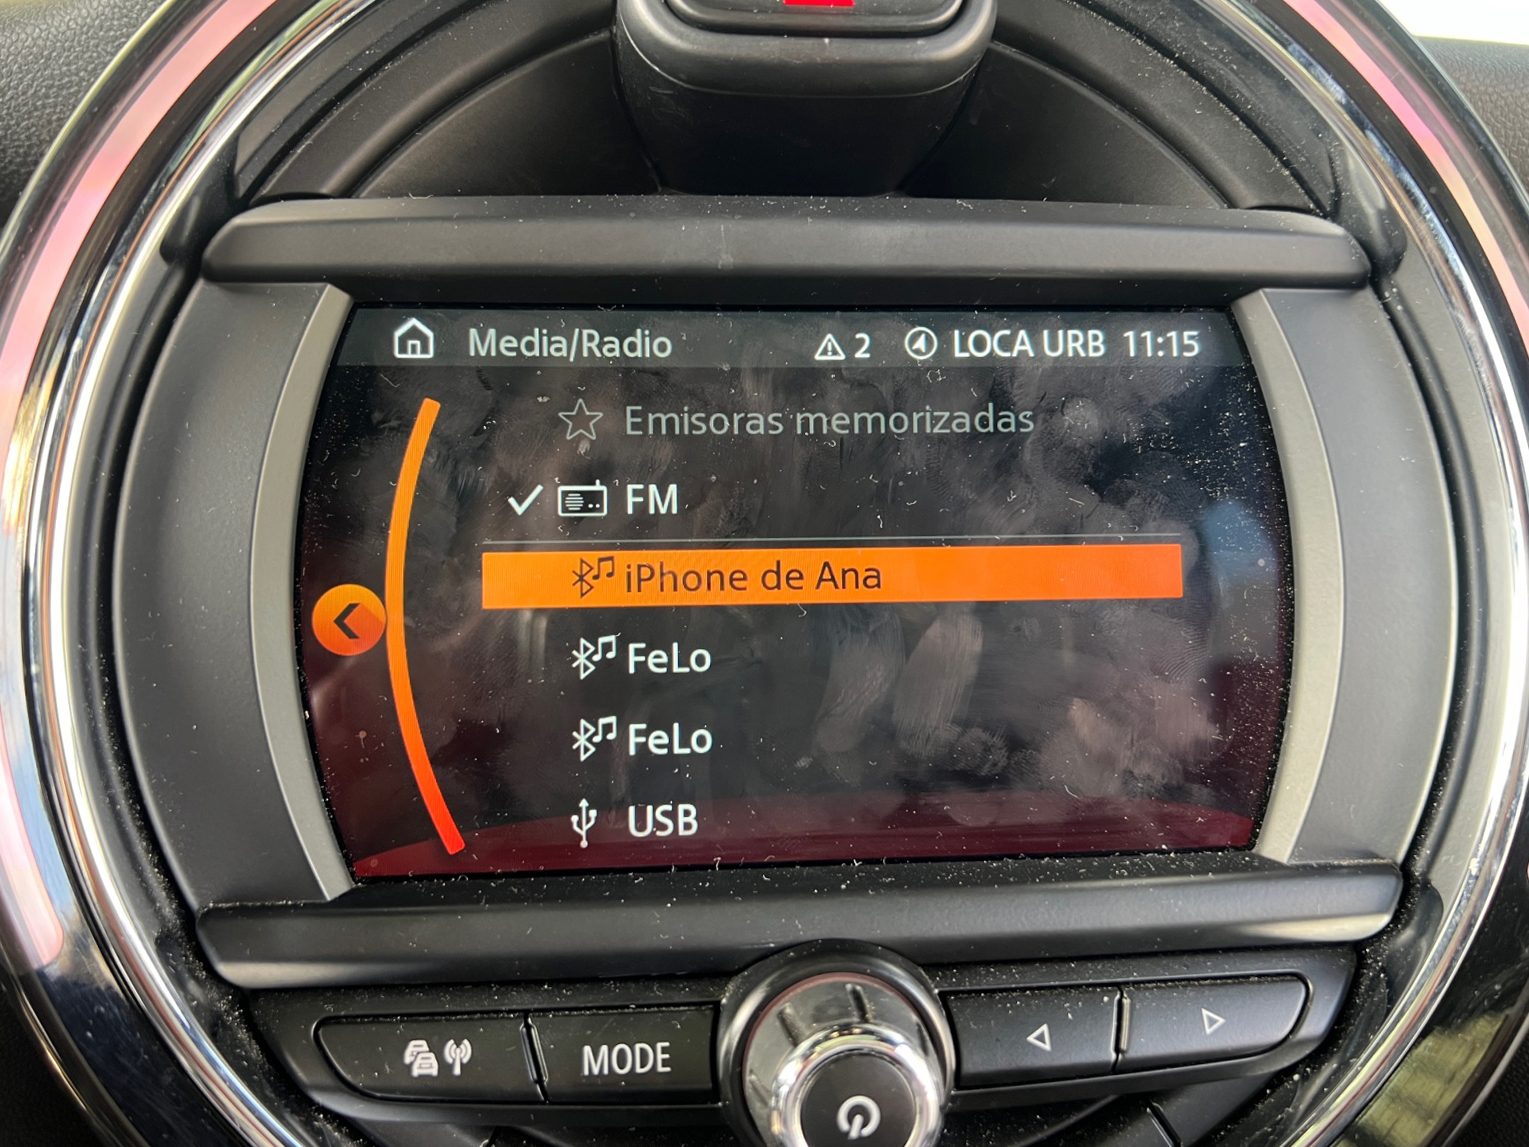 Media/Radio 2 LOCA URB 11:15
Emisoras memorizadas
FM
iPhone de Ana
FeLo
FeLo
USB
MODE